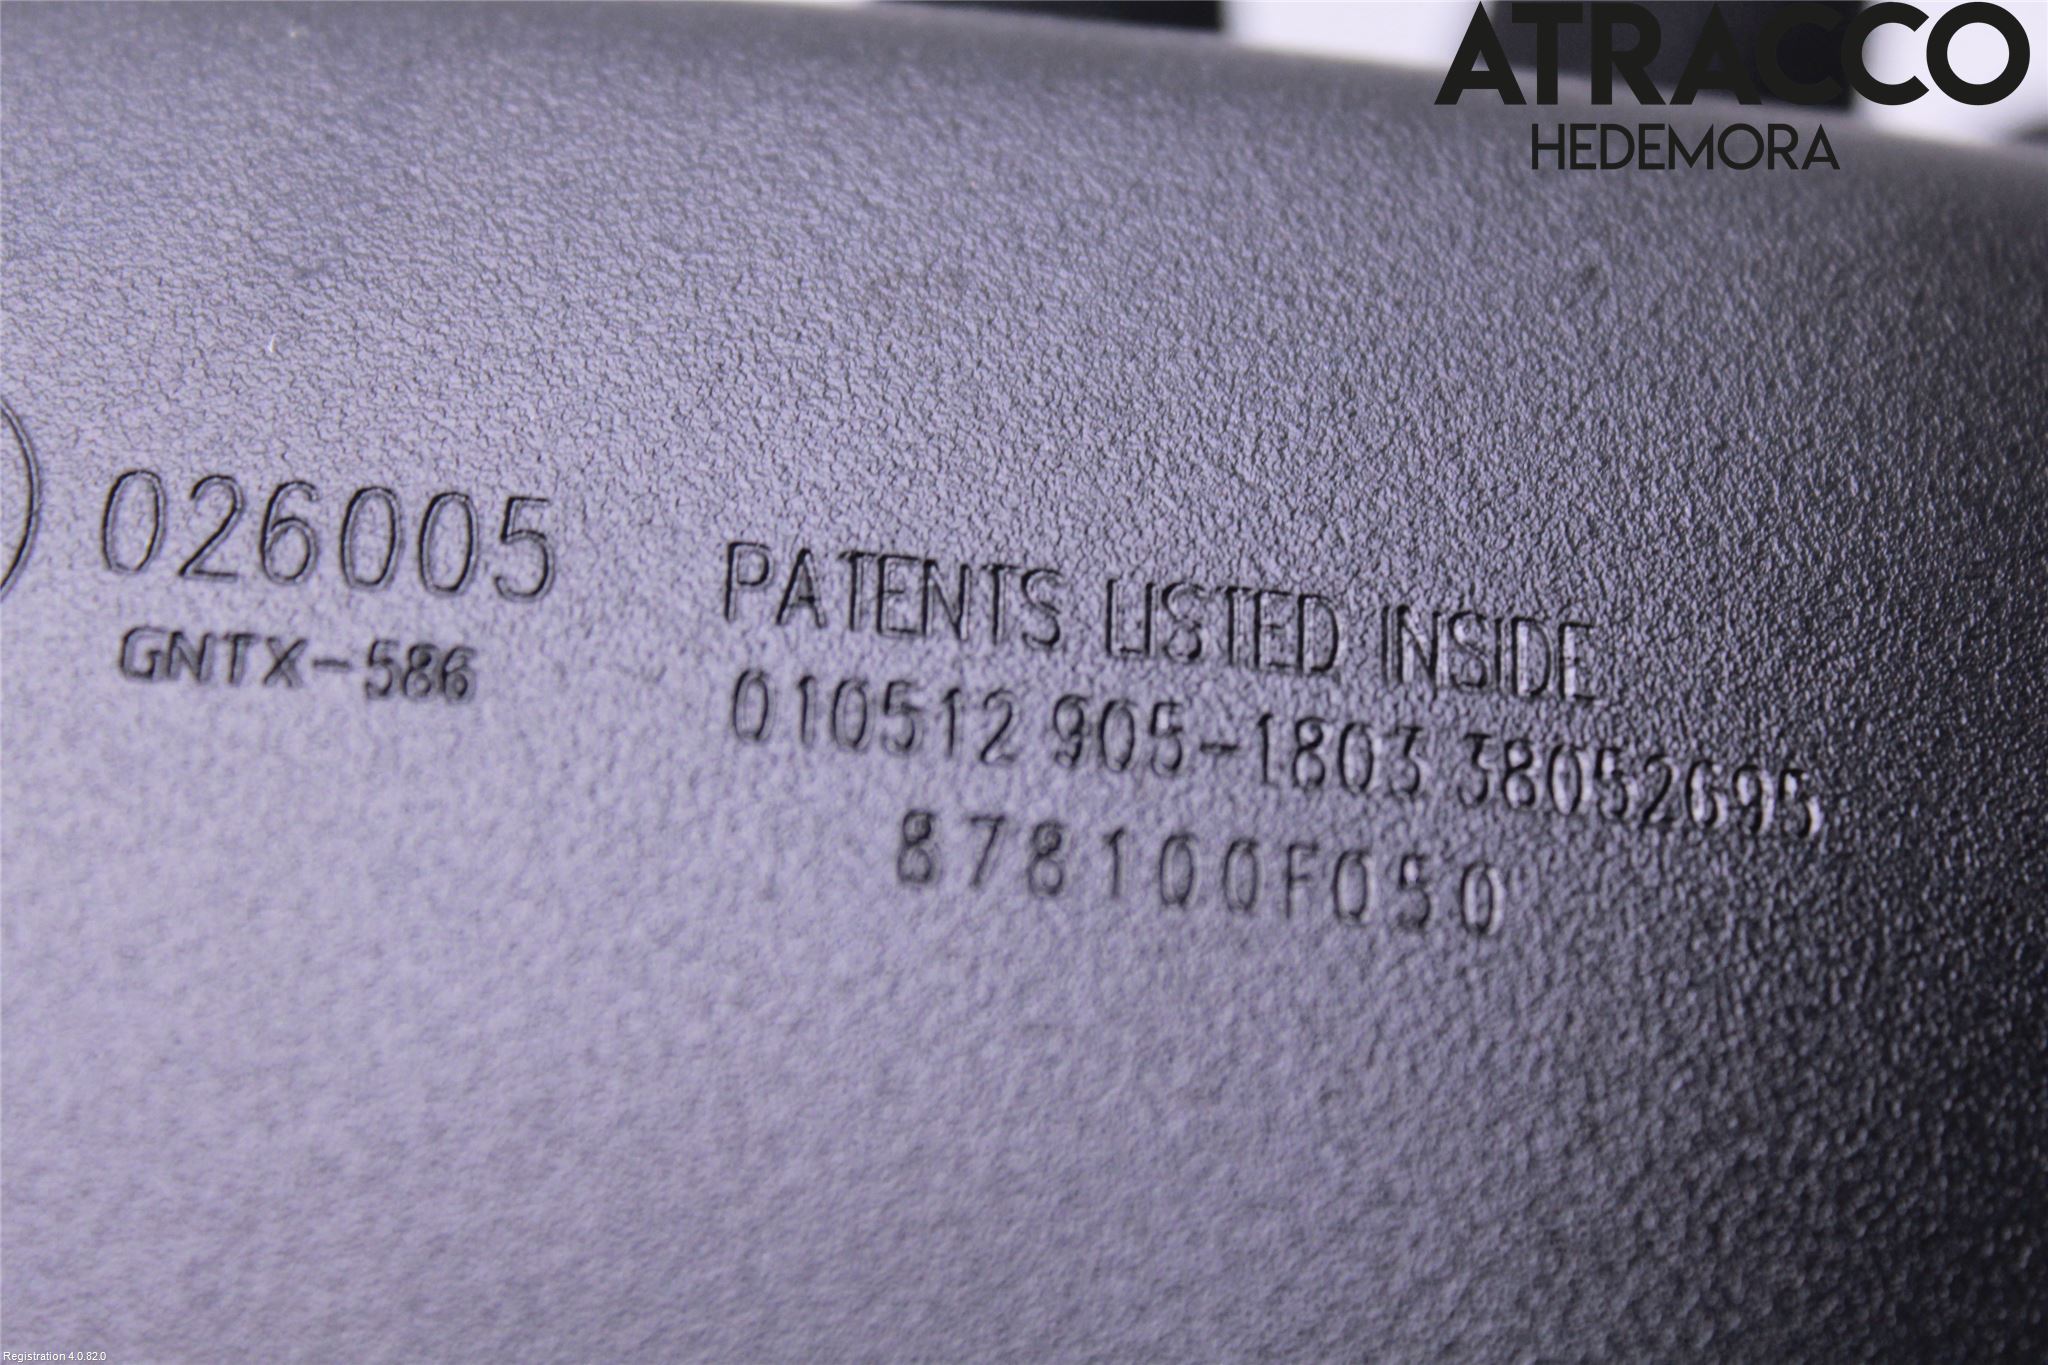 ATRACCO
HEDEMORA
026005
GNTX-586
PATENTS LISTED INSIDE
010512 905-1803 38052695
878100F050
Registration 4.0.82.0